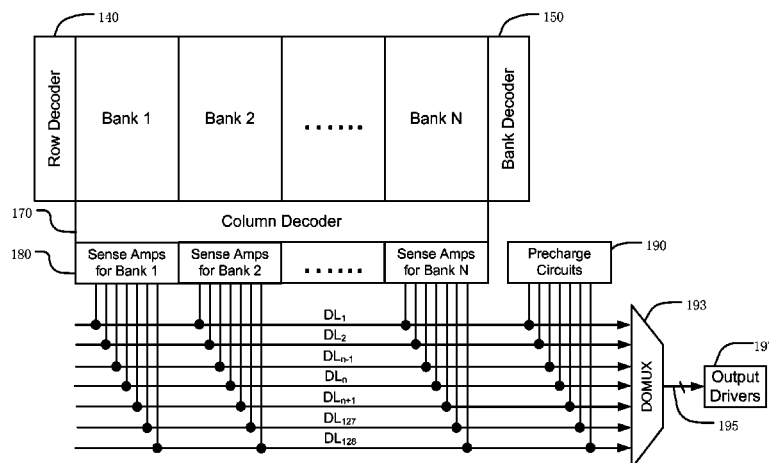 140
150
Row Decoder
Bank 1
Bank 2
......
Bank N
Bank Decoder
170
Column Decoder
180
Sense Amps
for Bank 1
Sense Amps
for Bank 2
......
Sense Amps
for Bank N
Precharge
Circuits
190
DL1
DL2
DLn-1
DLn
DLn+1
DL127
DL128
193
DOMUX
195
Output
Drivers